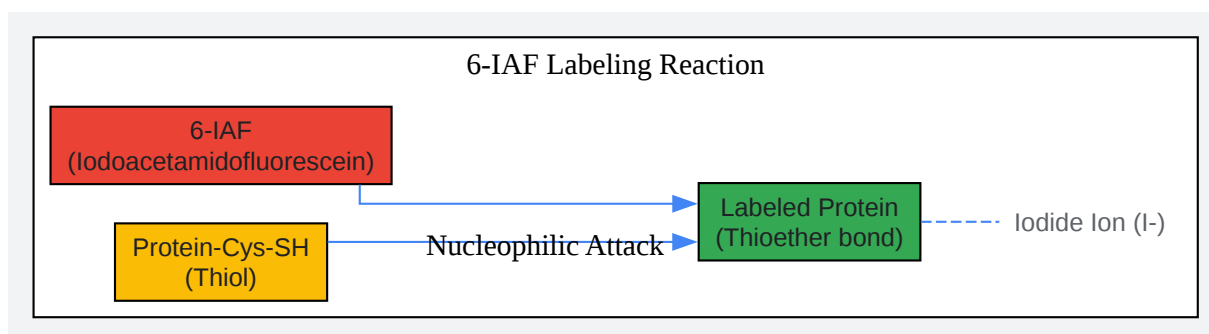 6-IAF Labeling Reaction
6-IAF
(Iodoacetamidofluorescein)
Protein-Cys-SH
(Thiol)
Nucleophilic Attack
Labeled Protein
(Thioether bond)
Iodide Ion (I-)